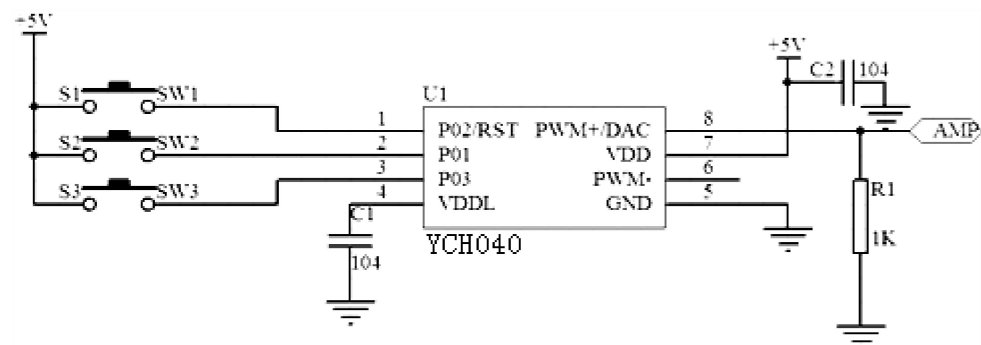 +5V
+5V
C2 104
S1 SW1
U1
1 P02/RST PWM+/DAC 8 AMP
S2 SW2
2 P01 VDD 7
3 P03 PWM- 6
R1
S3 SW3
4 VDDL GND 5
C1
1K
YCH040
104